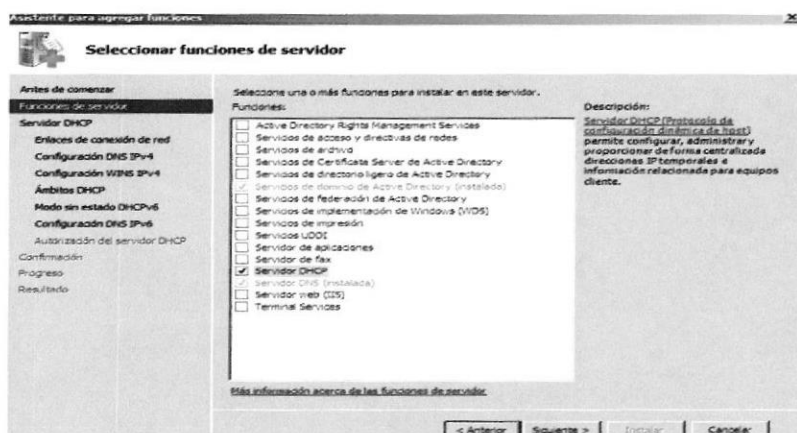 Asistente para agregar funciones
Seleccionar funciones de servidor
Antes de comenzar
Funciones de servidor
Servidor DHCP
Enlaces de conexión de red
Configuración DNS IPv4
Configuración WINS IPv4
Ámbitos DHCP
Modo sin estado DHCPv6
Configuración DNS IPv6
Autorización del servidor DHCP
Confirmación
Progreso
Resultado
Seleccione una o más funciones para instalar en este servidor.
Funciones:
Active Directory Rights Management Services
Servicios de acceso y directivas de redes
Servicios de archivo
Servicios de Certificate Server de Active Directory
Servicios de directorio ligero de Active Directory
Servicios de dominio de Active Directory (instalada)
Servicios de federación de Active Directory
Servicios de implementación de Windows (WDS)
Servicios de impresión
Servicios UDDI
Servidor de aplicaciones
Servidor de fax
Servidor DHCP
Servidor DNS (instalada)
Servidor web (IIS)
Terminal Services
Más información acerca de las funciones de servidor
Descripción:
Servidor DHCP (Protocolo de
configuración dinámica de host)
permite configurar, administrar y
proporcionar de forma centralizada
direcciones IP temporales e
información relacionada para equipos
cliente.
< Anterior
Siguiente >
Instalar
Cancelar